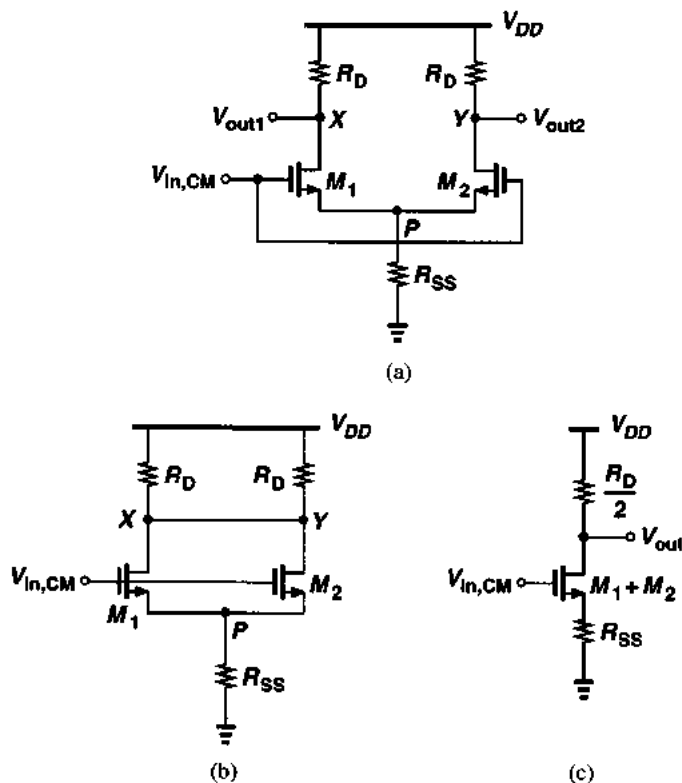 V_DD
R_D R_D
V_out1 X Y V_out2
V_in,CM M_1 M_2
P
R_SS
(a)
V_DD V_DD
R_D R_D R_D/2
X Y V_out
V_in,CM M_1 M_2 V_in,CM M_1 + M_2
P R_SS
R_SS
(b) (c)